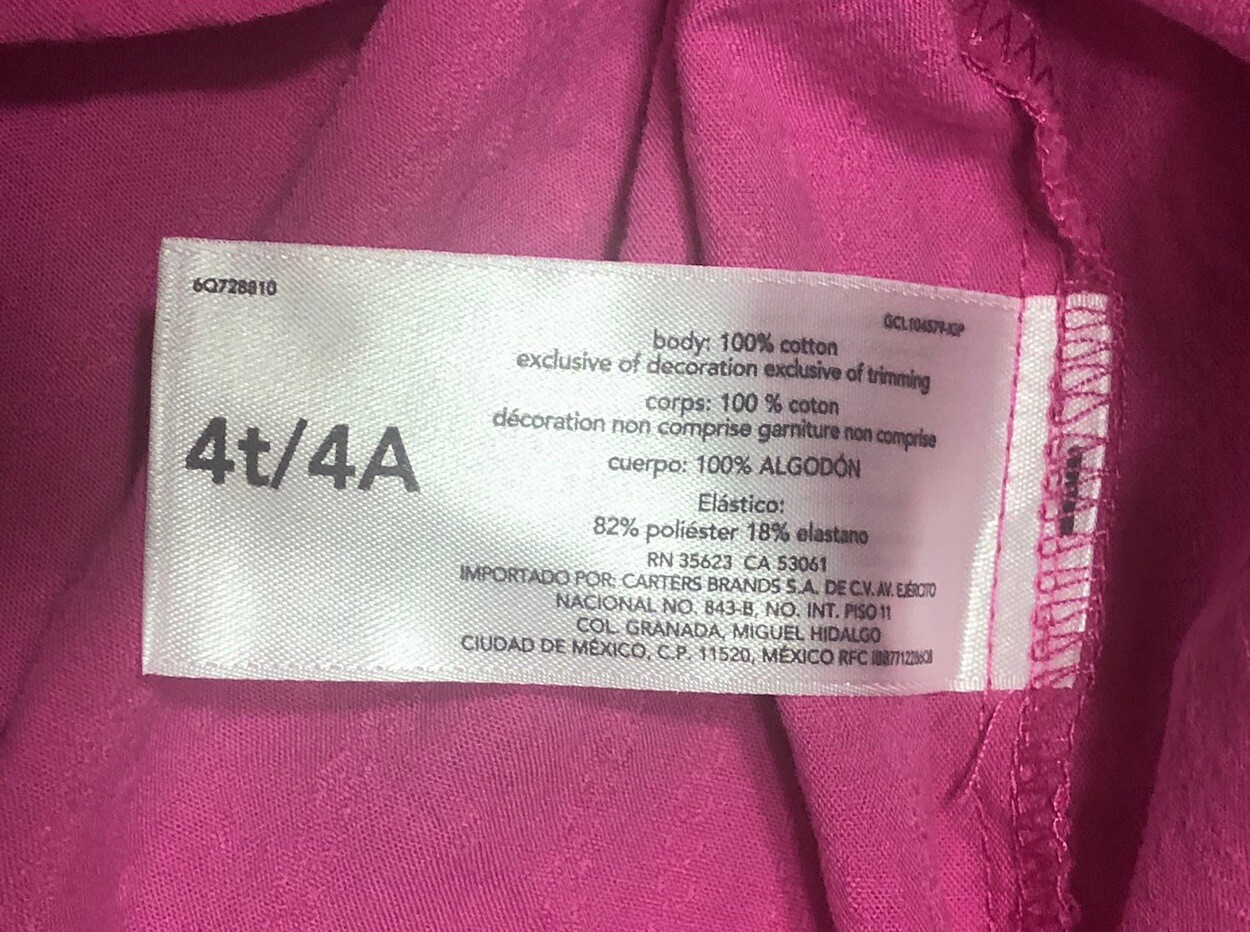 6Q728810
body: 100% cotton
exclusive of decoration exclusive of trimming
corps: 100 % coton
décoration non comprise garniture non comprise
4t/4A
cuerpo: 100% ALGODÓN
Elástico:
82% poliéster 18% elastano
RN 35623 CA 53061
IMPORTADO POR: CARTERS BRANDS S.A. DE C.V. AV. EJÉRCITO
NACIONAL NO. 843-B, NO. INT. PISO 11
COL. GRANADA, MIGUEL HIDALGO
CIUDAD DE MÉXICO, C.P. 11520, MÉXICO RFC